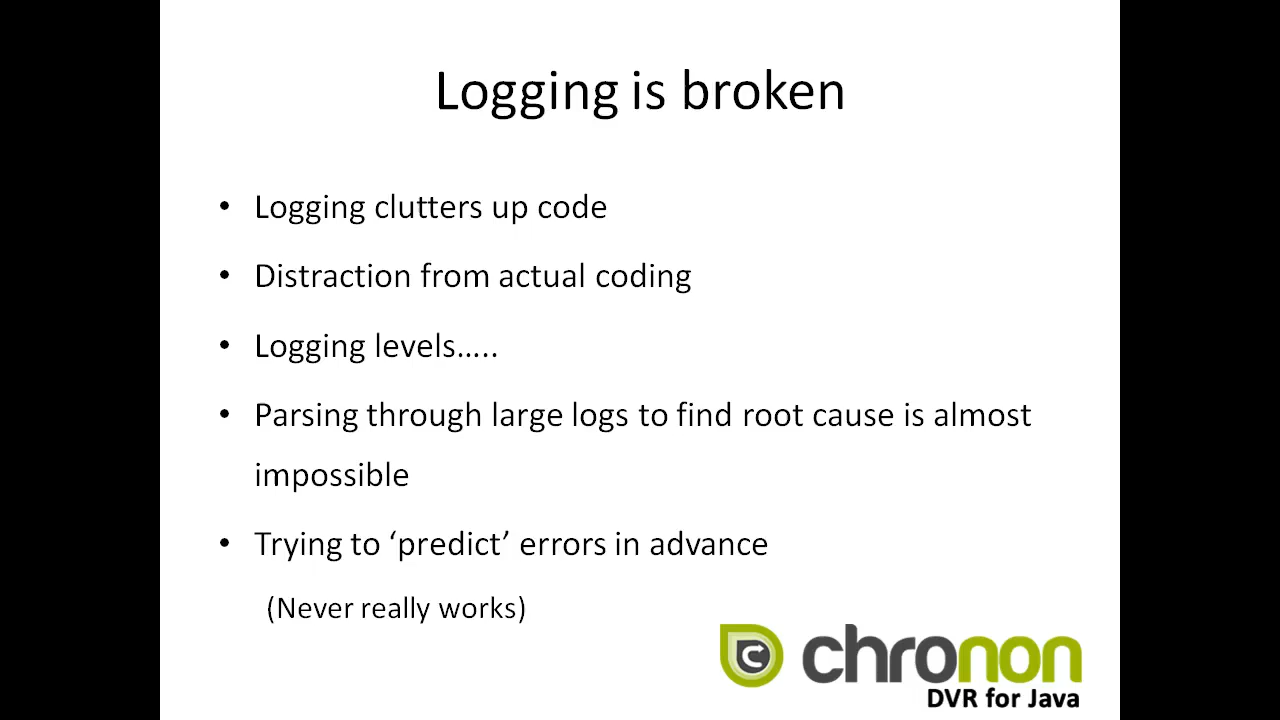 Logging is broken
• Logging clutters up code
• Distraction from actual coding
• Logging levels.....
• Parsing through large logs to find root cause is almost
impossible
• Trying to ‘predict’ errors in advance
(Never really works)
chronon
DVR for Java